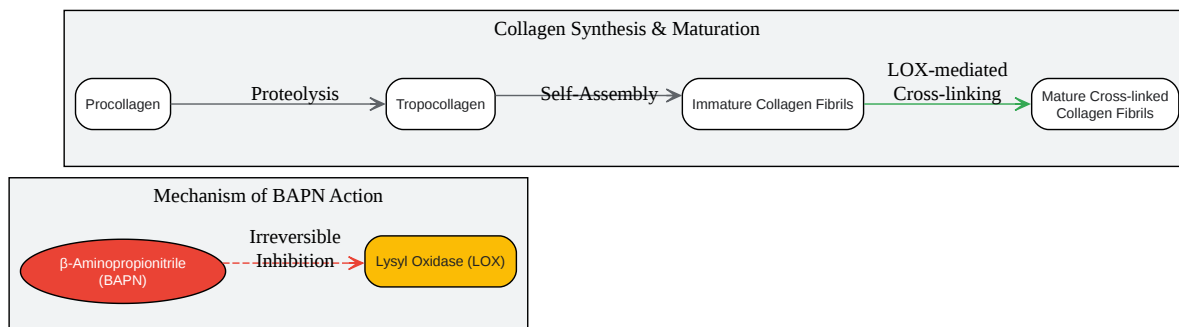 Collagen Synthesis & Maturation
Procollagen
Proteolysis
Tropocollagen
Self-Assembly
Immature Collagen Fibrils
LOX-mediated
Cross-linking
Mature Cross-linked
Collagen Fibrils
Mechanism of BAPN Action
β-Aminopropionitrile
(BAPN)
Irreversible
Inhibition
Lysyl Oxidase (LOX)